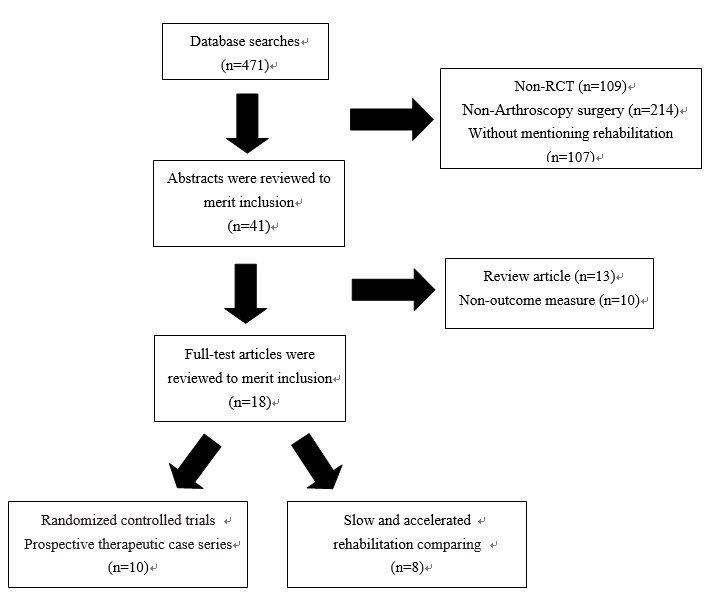 Database searches↵
(n=471)↵
Non-RCT (n=109)↵
Non-Arthroscopy surgery (n=214)↵
Without mentioning rehabilitation
(n=107)↵
Abstracts were reviewed to
merit inclusion↵
(n=41)↵
Review article (n=13)↵
Non-outcome measure (n=10)↵
Full-test articles were
reviewed to merit inclusion↵
(n=18)↵
Randomized controlled trials ↵
Prospective therapeutic case series↵
(n=10)↵
Slow and accelerated ↵
rehabilitation comparing ↵
(n=8)↵